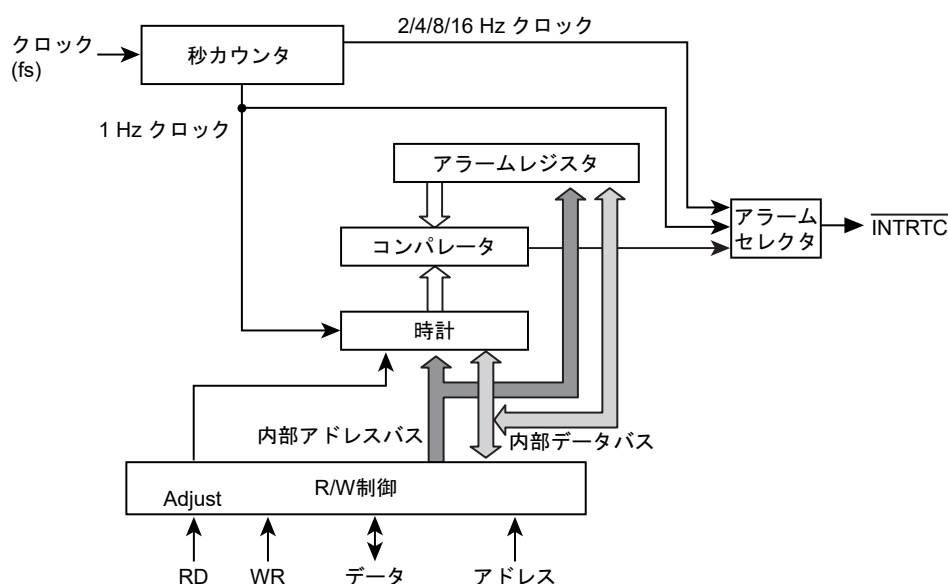 2/4/8/16 Hz クロック
クロック
(fs)
秒カウンタ
1 Hz クロック
アラームレジスタ
コンパレータ
アラーム
セレクタ
INTRTC
時計
内部アドレスバス
内部データバス
R/W制御
Adjust
RD
WR
データ
アドレス